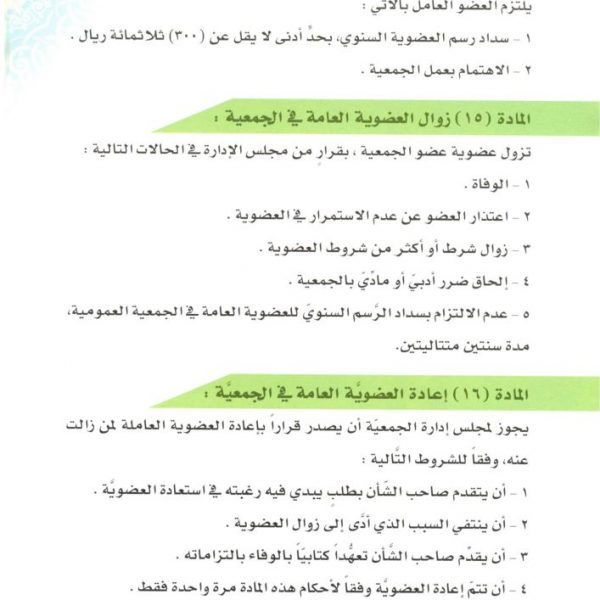 يلتزم العضو العامل بالآتي :
١ - سداد رسم العضوية السنوي، بحدٍّ أدنى لا يقل عن (٣٠٠) ثلاثمائة ريال .
٢ - الاهتمام بعمل الجمعية .
المادة (١٥) زوال العضوية العامة في الجمعية :
تزول عضوية عضو الجمعية ، بقرارٍ من مجلس الإدارة في الحالات التالية :
١ - الوفاة .
٢ - اعتذار العضو عن عدم الاستمرار في العضوية .
٣ - زوال شرط أو أكثر من شروط العضوية .
٤ - إلحاق ضرر أدبيّ أو مادّيّ بالجمعية .
٥ - عدم الالتزام بسداد الرَّسم السنويّ للعضوية العامة في الجمعية العمومية،
مدة سنتين متتاليتين.
المادة (١٦) إعادة العضويَّة العامة في الجمعيَّة :
يجوز لمجلس إدارة الجمعيّة أن يصدر قراراً بإعادة العضوية العاملة لمن زالت
عنه، وفقاً للشروط التَّالية :
١ - أن يتقدم صاحب الشَّأن بطلبٍ يبدي فيه رغبته في استعادة العضويَّة .
٢ - أن ينتفي السبب الذي أدَّى إلى زوال العضوية .
٣ - أن يقدِّم صاحب الشَّأن تعهُّداً كتابيّاً بالوفاء بالتزاماته .
٤ - أن تتمّ إعادة العضويَّة وفقاً لأحكام هذه المادة مرة واحدة فقط .